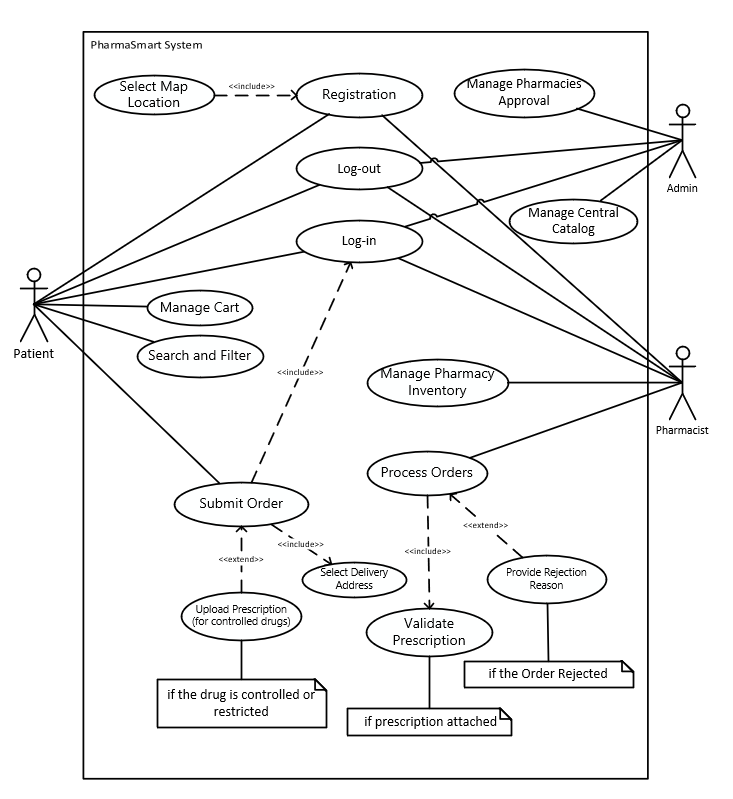 PharmaSmart System
Select Map
Location
<<include>>
Registration
Manage Pharmacies
Approval
Log-out
Admin
Manage Central
Catalog
Log-in
Patient
Manage Cart
Search and Filter
<<include>>
Manage Pharmacy
Inventory
Pharmacist
Process Orders
Submit Order
<<extend>>
<<include>>
<<include>>
<<extend>>
Select Delivery
Address
Provide Rejection
Reason
Upload Prescription
(for controlled drugs)
Validate
Prescription
if the Order Rejected
if the drug is controlled or
restricted
if prescription attached